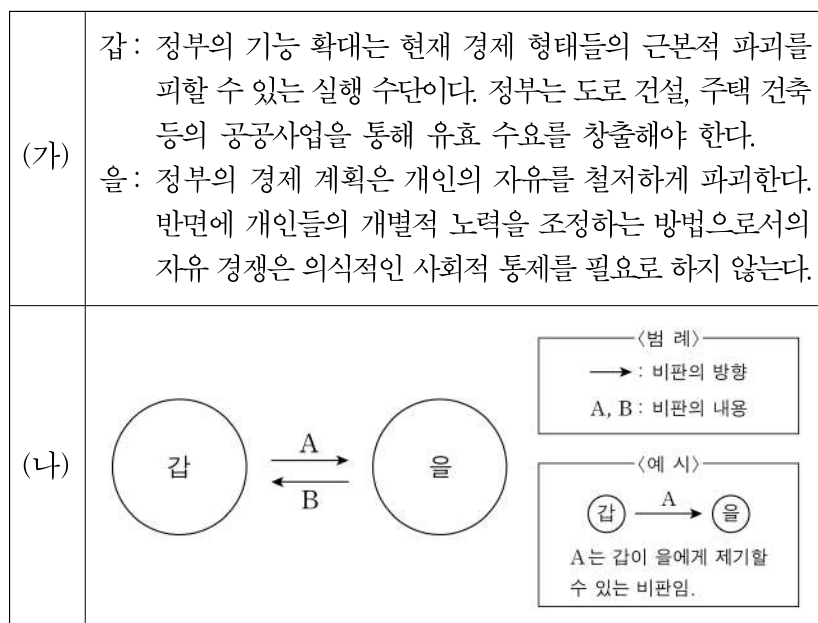 (가)
갑: 정부의 기능 확대는 현재 경제 형태들의 근본적 파괴를
피할 수 있는 실행 수단이다. 정부는 도로 건설, 주택 건축
등의 공공사업을 통해 유효 수요를 창출해야 한다.
을: 정부의 경제 계획은 개인의 자유를 철저하게 파괴한다.
반면에 개인들의 개별적 노력을 조정하는 방법으로서의
자유 경쟁은 의식적인 사회적 통제를 필요로 하지 않는다.
(나)
갑
A
B
을
〈범 례〉
→: 비판의 방향
A, B: 비판의 내용
〈예 시〉
갑 A 을
A는 갑이 을에게 제기할
수 있는 비판임.